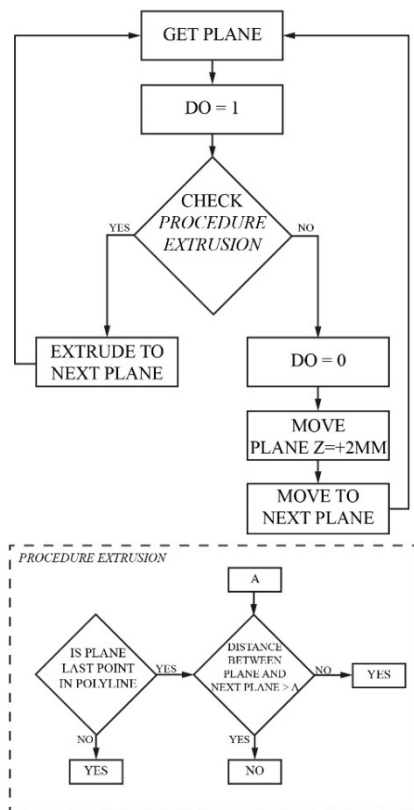 GET PLANE
DO = 1
CHECK
PROCEDURE
EXTRUSION
YES
NO
EXTRUDE TO
NEXT PLANE
DO = 0
MOVE
PLANE Z=+2MM
MOVE TO
NEXT PLANE
PROCEDURE EXTRUSION
A
IS PLANE
LAST POINT
IN POLYLINE
YES
DISTANCE
BETWEEN
PLANE AND
NEXT PLANE > A
NO
YES
NO
YES
YES
NO